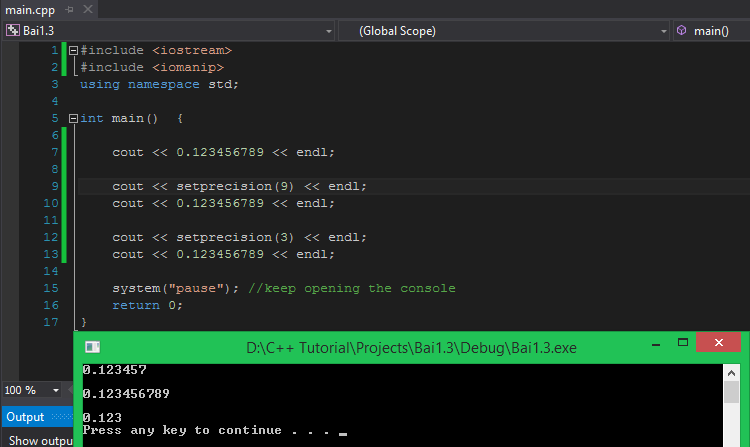 main.cpp
Bai1.3 (Global Scope) main()
1 #include <iostream>
2 #include <iomanip>
3 using namespace std;
4
5 int main()  {
6
7 cout << 0.123456789 << endl;
8
9 cout << setprecision(9) << endl;
10 cout << 0.123456789 << endl;
11
12 cout << setprecision(3) << endl;
13 cout << 0.123456789 << endl;
14
15 system("pause"); //keep opening the console
16 return 0;
17 }
D:\C++ Tutorial\Projects\Bai1.3\Debug\Bai1.3.exe
0.123457
0.123456789
0.123
Press any key to continue . . . _
100 %
Output
Show outpu